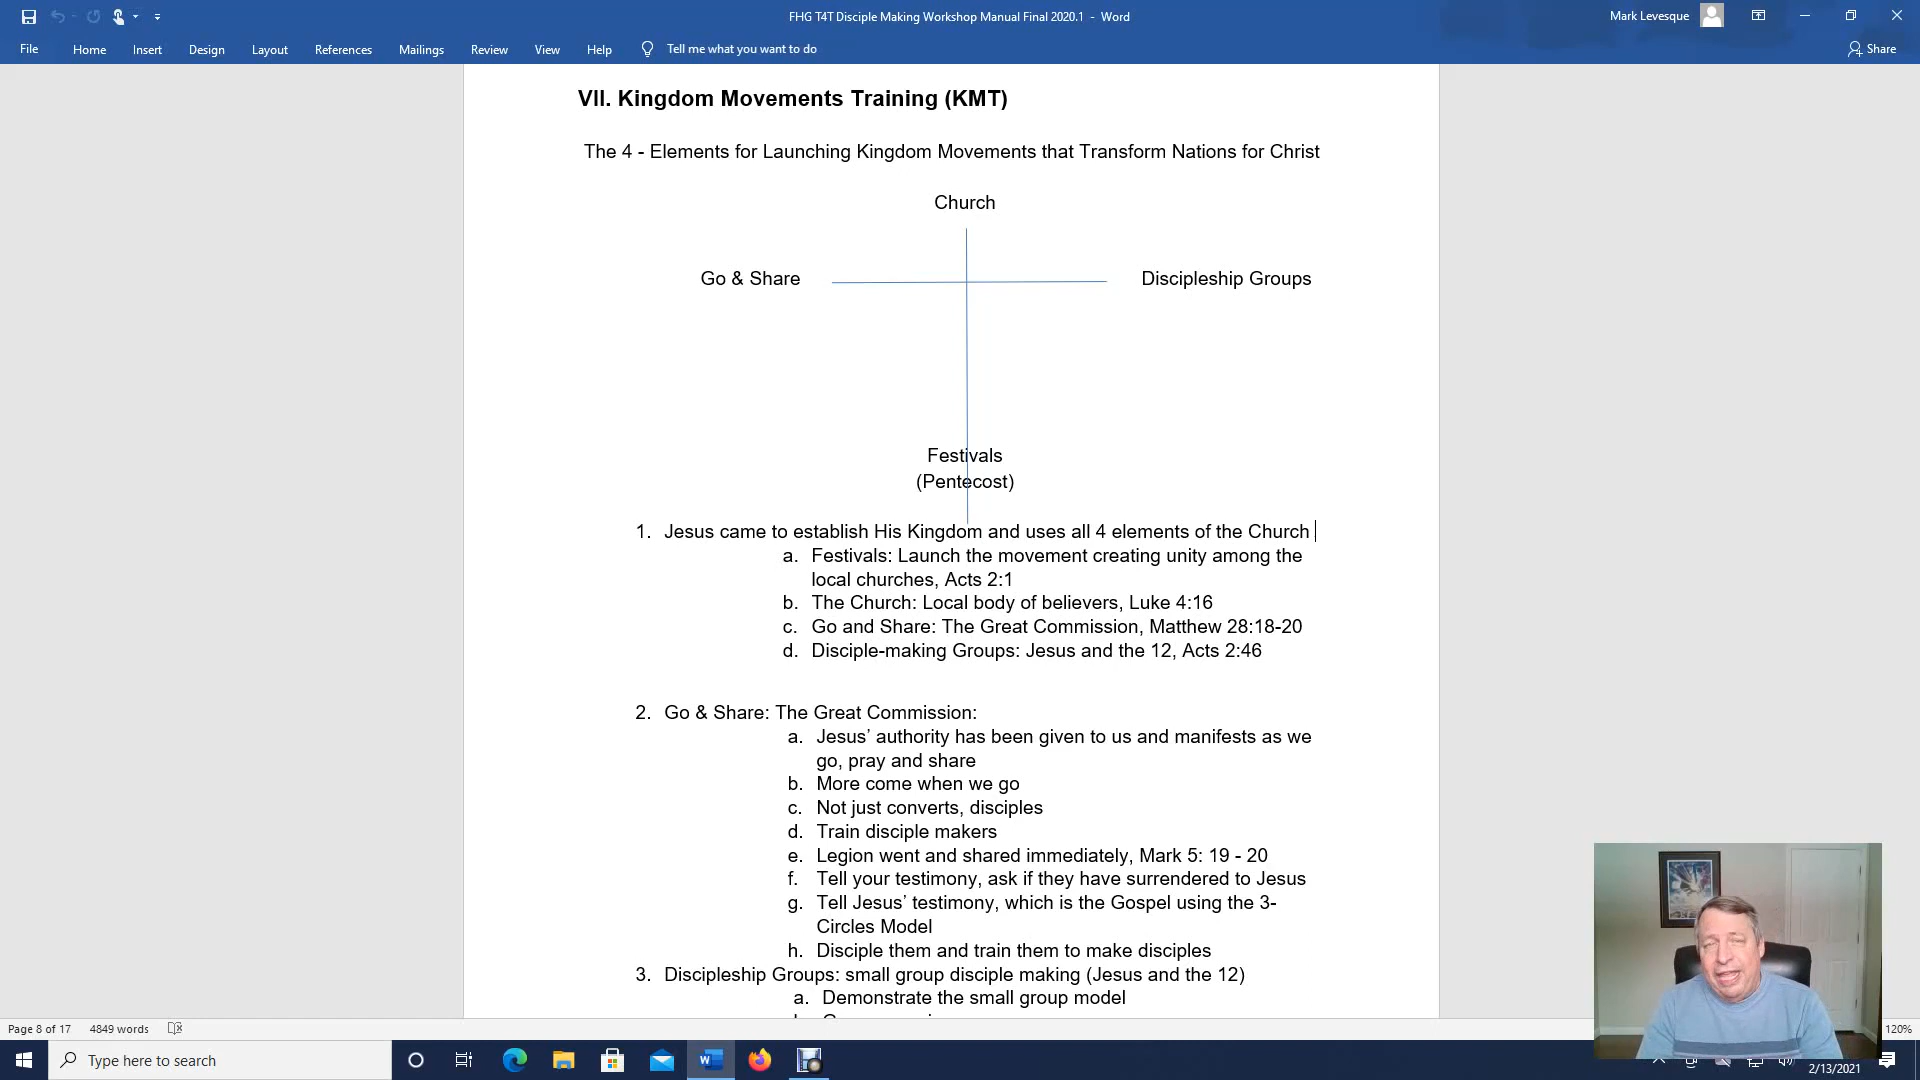 FHG T4T Disciple Making Workshop Manual Final 2020.1 - Word
Mark Levesque
File Home Insert Design Layout References Mailings Review View Help Tell me what you want to do Share
VII. Kingdom Movements Training (KMT)
The 4 - Elements for Launching Kingdom Movements that Transform Nations for Christ
Church
Go & Share Discipleship Groups
Festivals
(Pentecost)
1. Jesus came to establish His Kingdom and uses all 4 elements of the Church
a. Festivals: Launch the movement creating unity among the
local churches, Acts 2:1
b. The Church: Local body of believers, Luke 4:16
c. Go and Share: The Great Commission, Matthew 28:18-20
d. Disciple-making Groups: Jesus and the 12, Acts 2:46
2. Go & Share: The Great Commission:
a. Jesus’ authority has been given to us and manifests as we
go, pray and share
b. More come when we go
c. Not just converts, disciples
d. Train disciple makers
e. Legion went and shared immediately, Mark 5: 19 - 20
f. Tell your testimony, ask if they have surrendered to Jesus
g. Tell Jesus’ testimony, which is the Gospel using the 3-
Circles Model
h. Disciple them and train them to make disciples
3. Discipleship Groups: small group disciple making (Jesus and the 12)
a. Demonstrate the small group model
Page 8 of 17 4849 words 120%
Type here to search
2/13/2021